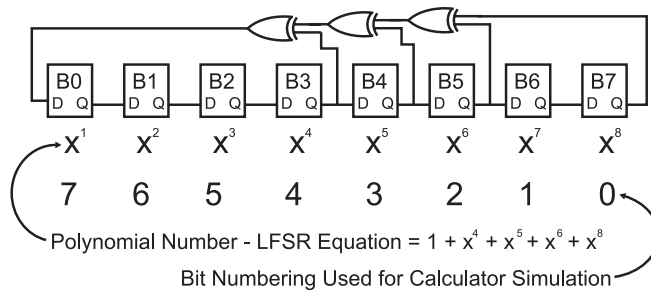 B0 B1 B2 B3 B4 B5 B6 B7
D Q D Q D Q D Q D Q D Q D Q D Q
x¹ x² x³ x⁴ x⁵ x⁶ x⁷ x⁸
7 6 5 4 3 2 1 0
Polynomial Number - LFSR Equation = 1 + x⁴ + x⁵ + x⁶ + x⁸
Bit Numbering Used for Calculator Simulation